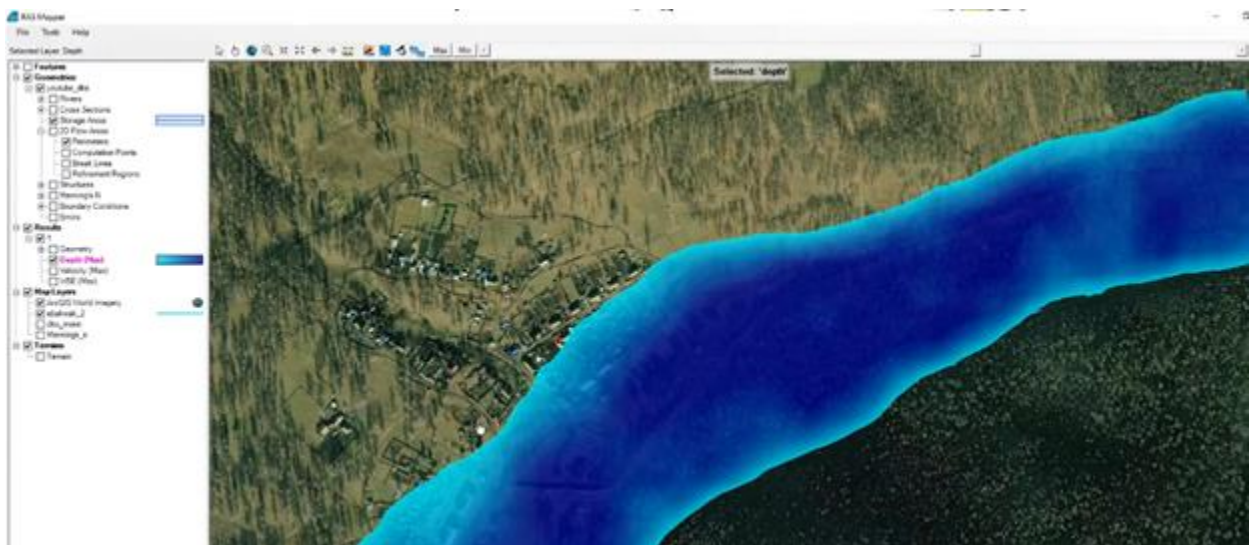 RAS Mapper
File Tools Help
Selected Layer: Depth
Max Min
Selected: 'depth'
Features
Geometries
Rivers
Cross Sections
Storage Areas
2D Flow Areas
Perimeters
Computation Points
Break Lines
Refinement Regions
Structures
Manning's N
Boundary Conditions
Errors
Results
1
Geometry
Depth (Max)
Velocity (Max)
WSE (Max)
Map Layers
ArcGIS World Imagery
Terrains
Terrain